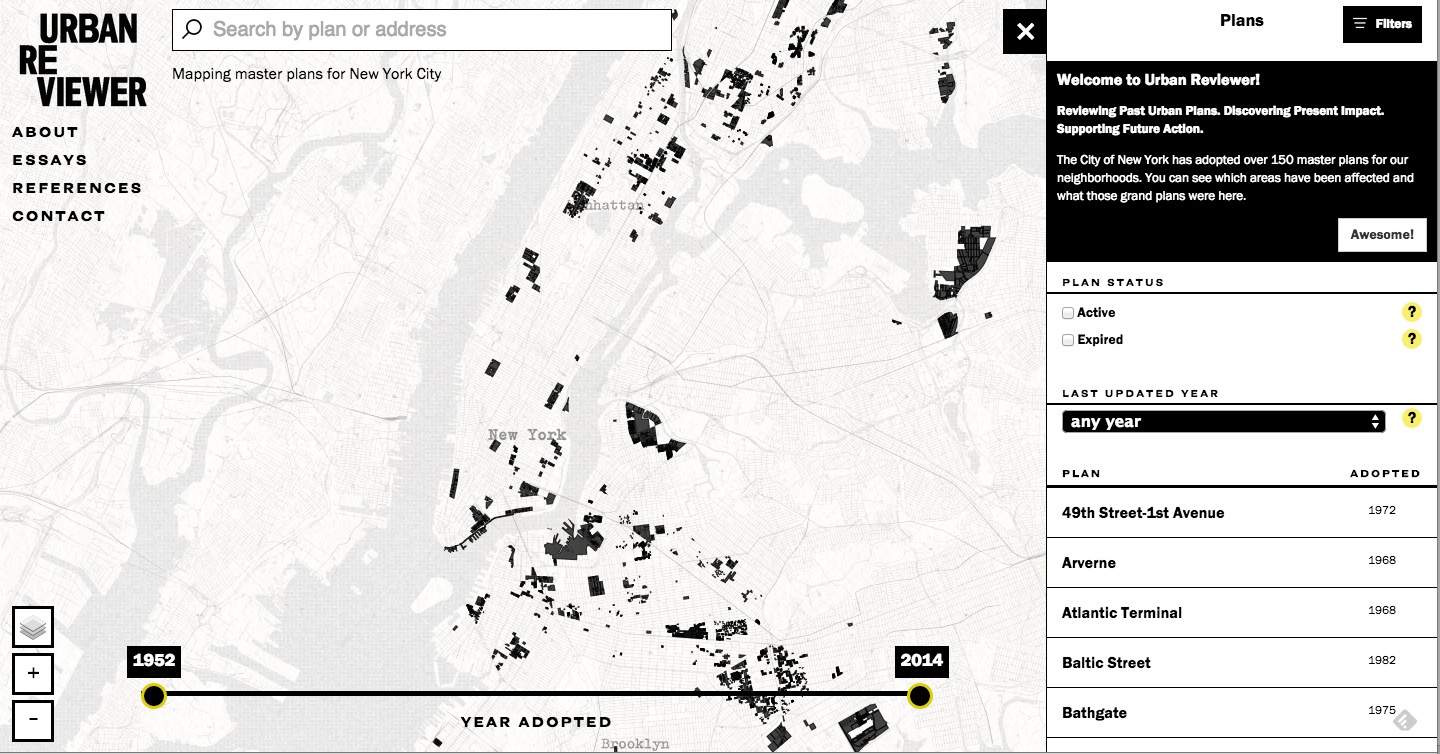 URBAN
RE
VIEWER
Search by plan or address
Mapping master plans for New York City
ABOUT
ESSAYS
REFERENCES
CONTACT
Manhattan
New York
Brooklyn
1952
2014
YEAR ADOPTED
+
-
×
Plans
Filters
Welcome to Urban Reviewer!
Reviewing Past Urban Plans. Discovering Present Impact.
Supporting Future Action.
The City of New York has adopted over 150 master plans for our
neighborhoods. You can see which areas have been affected and
what those grand plans were here.
Awesome!
PLAN STATUS
Active ?
Expired ?
LAST UPDATED YEAR
any year ?
PLAN ADOPTED
49th Street-1st Avenue 1972
Arverne 1968
Atlantic Terminal 1968
Baltic Street 1982
Bathgate 1975